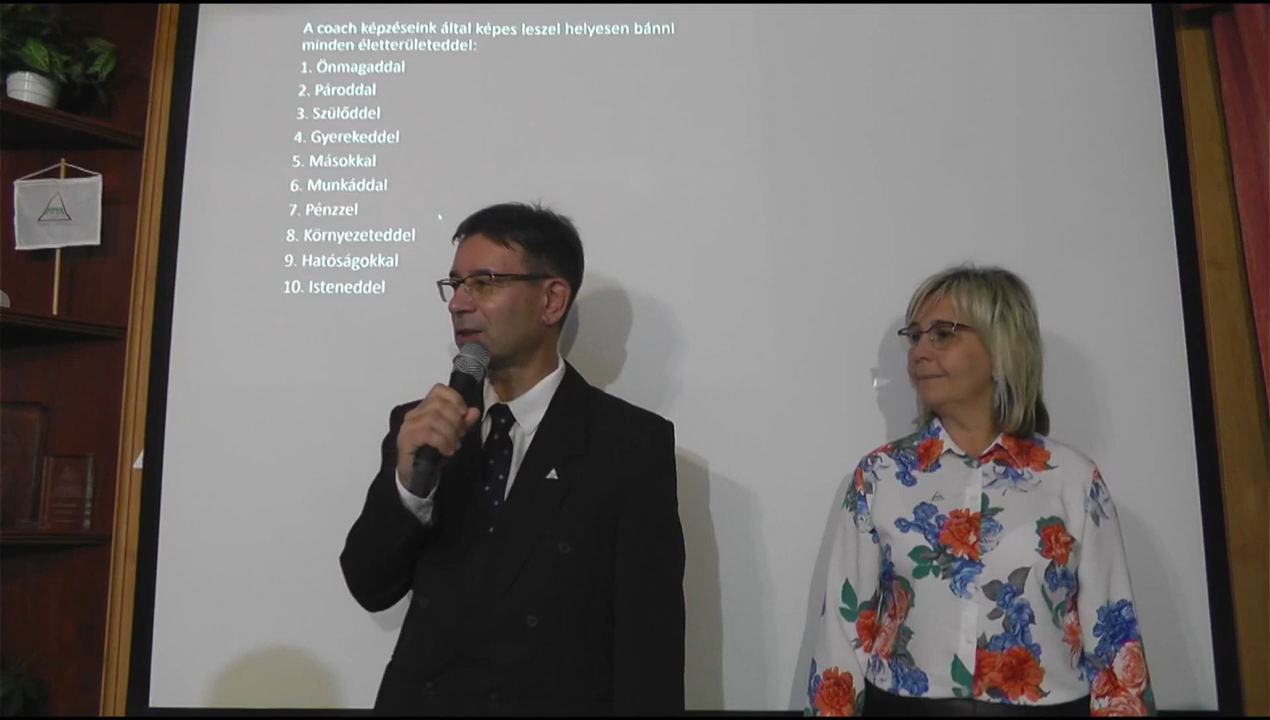 A coach képzéseink által képes leszel helyesen bánni
minden életterületeddel:
1. Önmagaddal
2. Pároddal
3. Szülőddel
4. Gyerekeddel
5. Másokkal
6. Munkáddal
7. Pénzzel
8. Környezeteddel
9. Hatóságokkal
10. Isteneddel